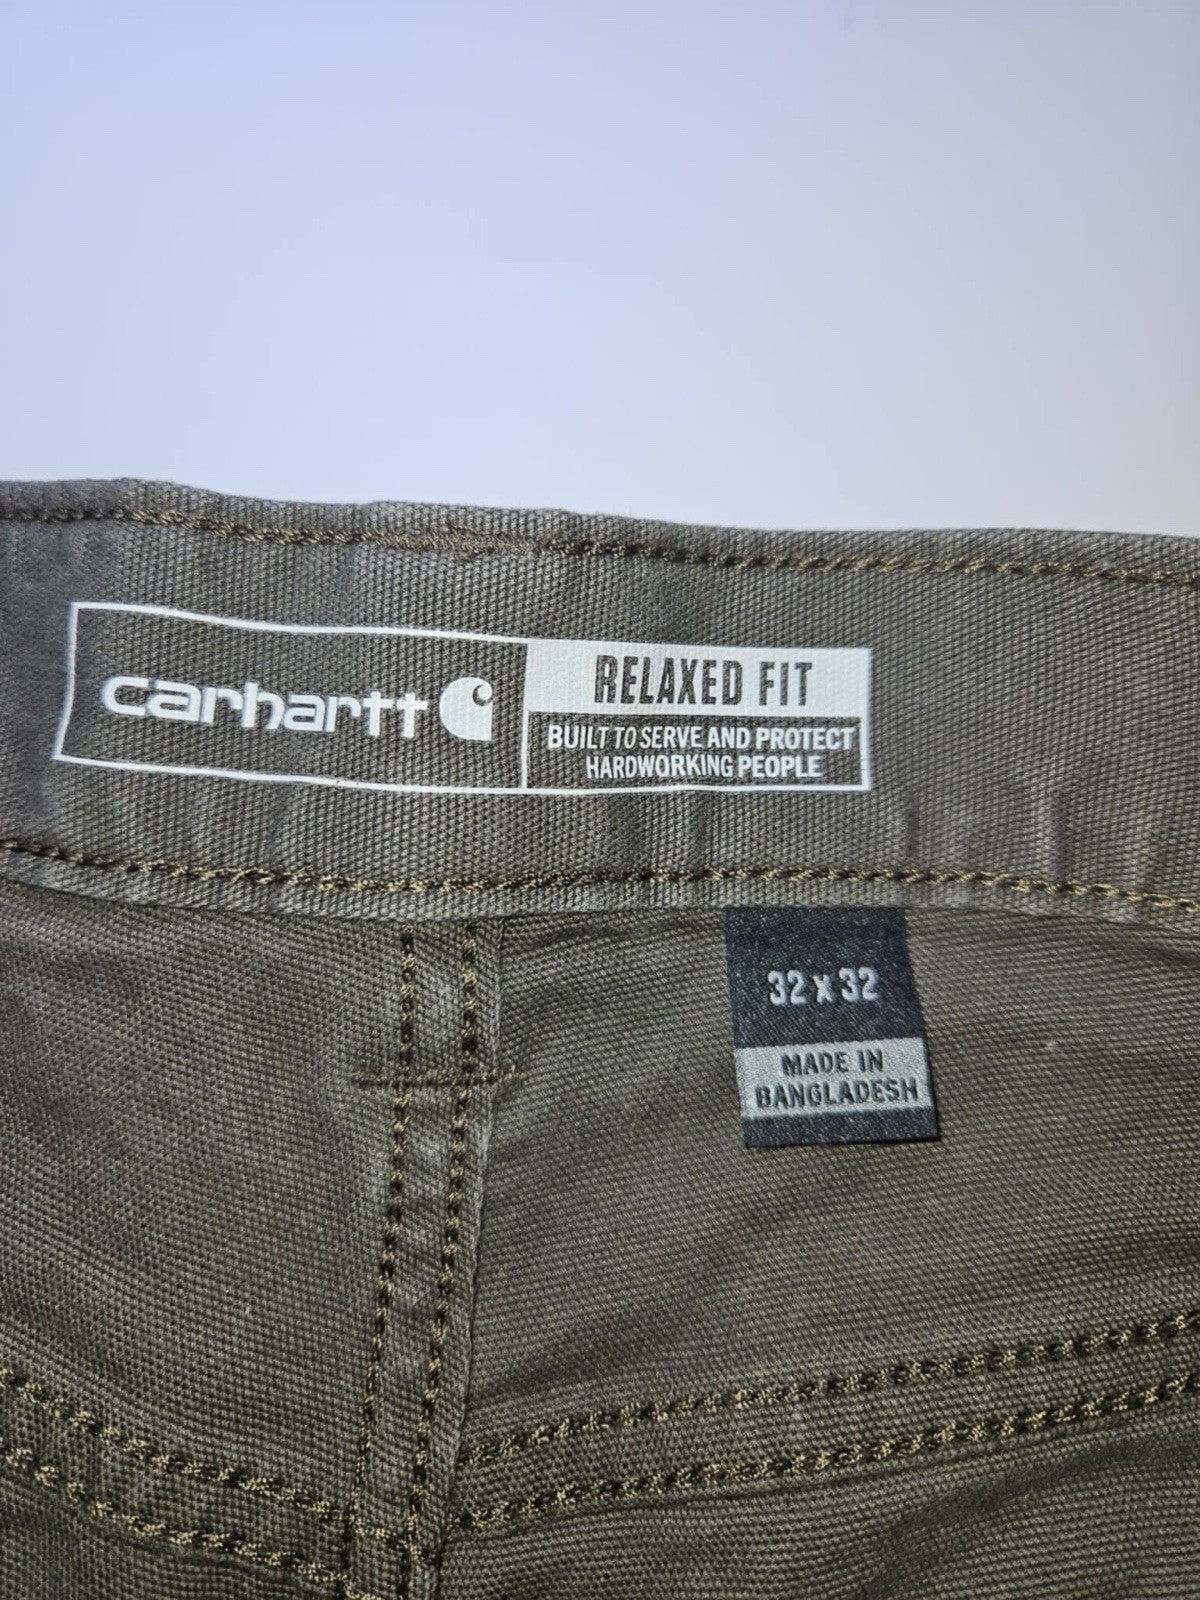 carhartt
RELAXED FIT
BUILT TO SERVE AND PROTECT
HARDWORKING PEOPLE
32 x 32
MADE IN
BANGLADESH